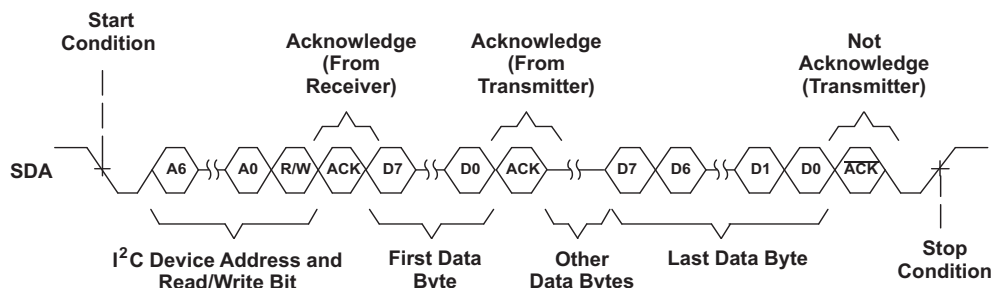 Start
Condition
Acknowledge
(From
Receiver)
Acknowledge
(From
Transmitter)
Not
Acknowledge
(Transmitter)
SDA
A6
A0
R/W
ACK
D7
D0
ACK
D7
D6
D1
D0
A̅C̅K̅
I²C Device Address and
Read/Write Bit
First Data
Byte
Other
Data Bytes
Last Data Byte
Stop
Condition